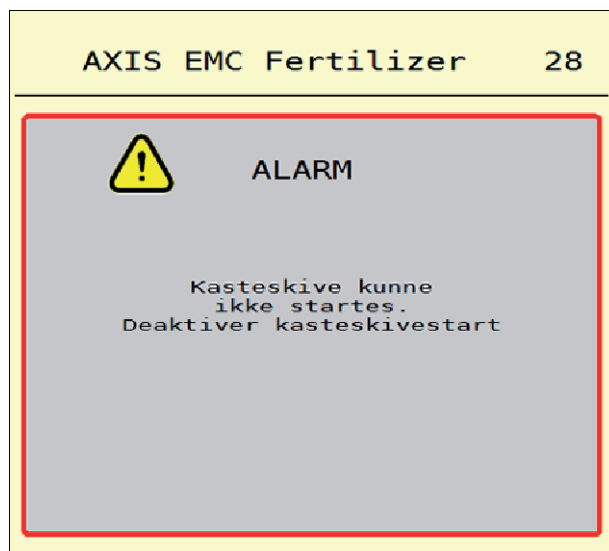 AXIS EMC Fertilizer 28
ALARM
Kasteskive kunne
ikke startes.
Deaktiver kasteskivestart